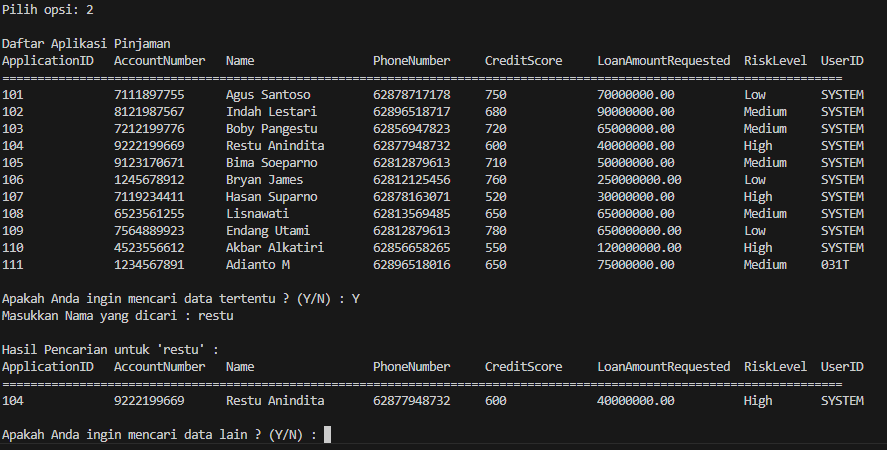 Pilih opsi: 2
Daftar Aplikasi Pinjaman
ApplicationID AccountNumber Name PhoneNumber CreditScore LoanAmountRequested RiskLevel UserID
========================================================================================================================
101 7111897755 Agus Santoso 62878717178 750 70000000.00 Low SYSTEM
102 8121987567 Indah Lestari 62896518717 680 90000000.00 Medium SYSTEM
103 7212199776 Boby Pangestu 62856947823 720 65000000.00 Medium SYSTEM
104 9222199669 Restu Anindita 62877948732 600 40000000.00 High SYSTEM
105 9123170671 Bima Soeparno 62812879613 710 50000000.00 Medium SYSTEM
106 1245678912 Bryan James 62812125456 760 250000000.00 Low SYSTEM
107 7119234411 Hasan Suparno 62878163071 520 30000000.00 High SYSTEM
108 6523561255 Lisnawati 62813569485 650 65000000.00 Medium SYSTEM
109 7564889923 Endang Utami 62812879613 780 650000000.00 Low SYSTEM
110 4523556612 Akbar Alkatiri 62856658265 550 120000000.00 High SYSTEM
111 1234567891 Adianto M 62896518016 650 75000000.00 Medium 031T
Apakah Anda ingin mencari data tertentu ? (Y/N) : Y
Masukkan Nama yang dicari : restu
Hasil Pencarian untuk 'restu' :
ApplicationID AccountNumber Name PhoneNumber CreditScore LoanAmountRequested RiskLevel UserID
========================================================================================================================
104 9222199669 Restu Anindita 62877948732 600 40000000.00 High SYSTEM
Apakah Anda ingin mencari data lain ? (Y/N) :